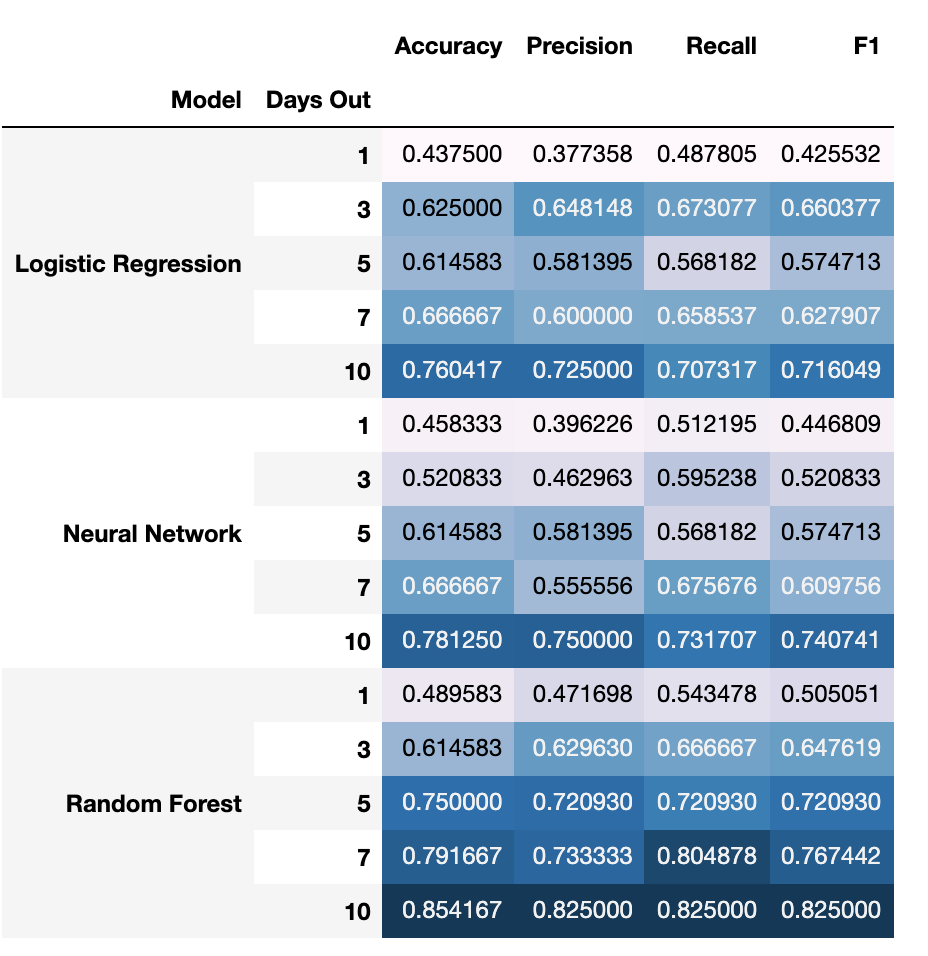 Accuracy Precision Recall F1
Model Days Out
1 0.437500 0.377358 0.487805 0.425532
3 0.625000 0.648148 0.673077 0.660377
Logistic Regression 5 0.614583 0.581395 0.568182 0.574713
7 0.666667 0.600000 0.658537 0.627907
10 0.760417 0.725000 0.707317 0.716049
1 0.458333 0.396226 0.512195 0.446809
3 0.520833 0.462963 0.595238 0.520833
Neural Network 5 0.614583 0.581395 0.568182 0.574713
7 0.666667 0.555556 0.675676 0.609756
10 0.781250 0.750000 0.731707 0.740741
1 0.489583 0.471698 0.543478 0.505051
3 0.614583 0.629630 0.666667 0.647619
Random Forest 5 0.750000 0.720930 0.720930 0.720930
7 0.791667 0.733333 0.804878 0.767442
10 0.854167 0.825000 0.825000 0.825000